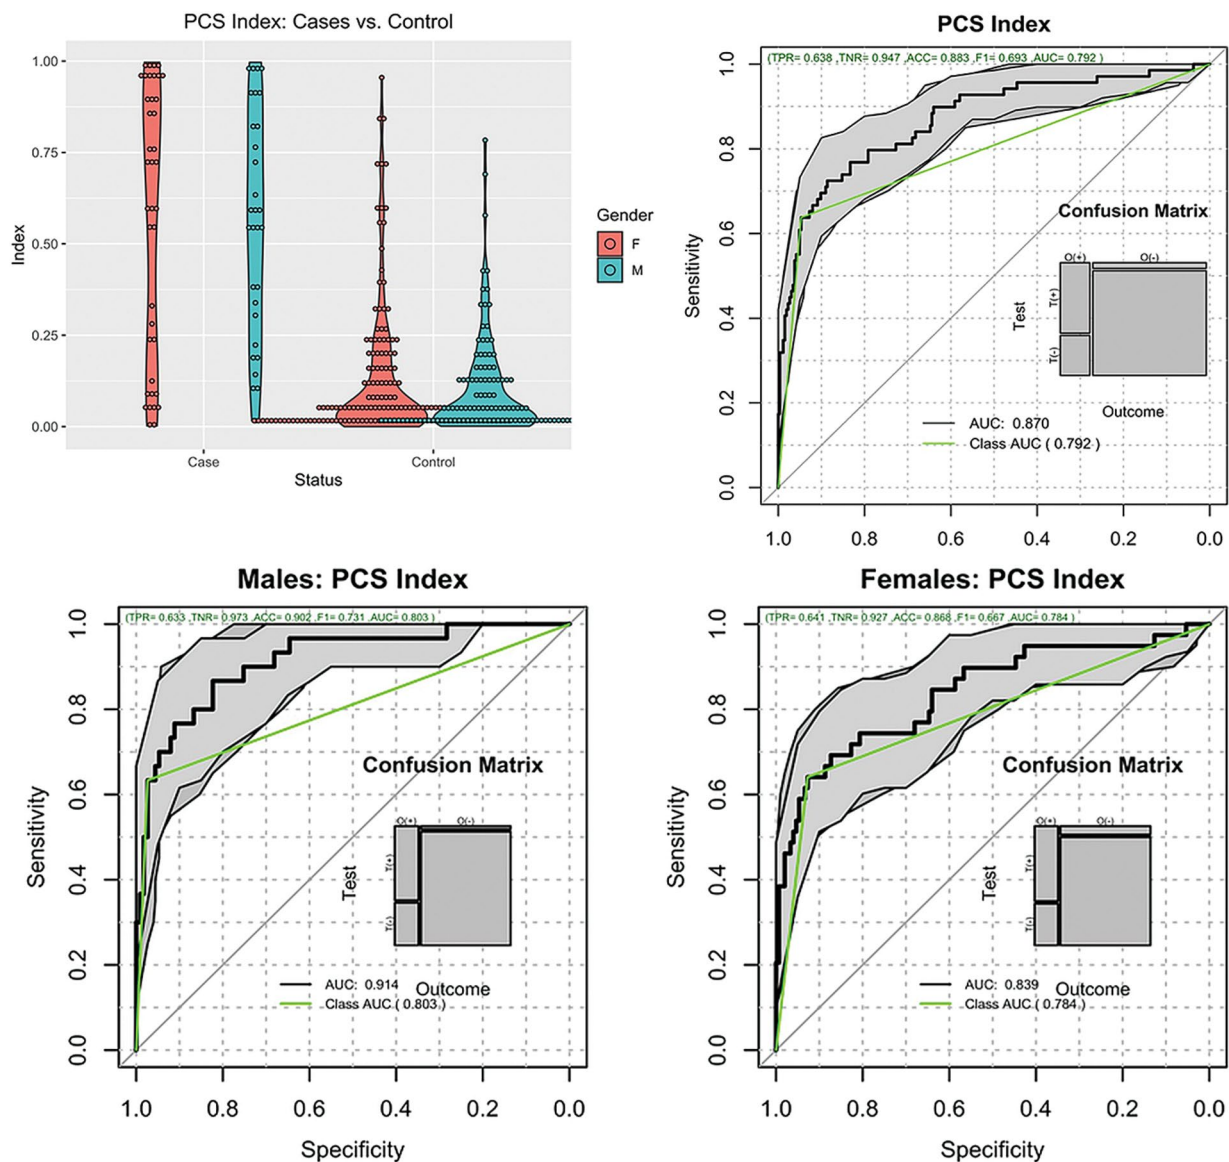 PCS Index: Cases vs. Control
1.00
0.75
0.50
0.25
0.00
Index
Case
Control
Status
Gender
F
M
PCS Index
(TPR= 0.638 ,TNR= 0.947 ,ACC= 0.883 ,F1= 0.693 ,AUC= 0.792 )
1.0
0.8
0.6
0.4
0.2
0.0
Sensitivity
Confusion Matrix
O(+) O(-)
T(+)
T(-)
Test
Outcome
AUC: 0.870
Class AUC ( 0.792 )
1.0 0.8 0.6 0.4 0.2 0.0
Males: PCS Index
(TPR= 0.633 ,TNR= 0.973 ,ACC= 0.902 ,F1= 0.731 ,AUC= 0.803 )
1.0
0.8
0.6
0.4
0.2
0.0
Sensitivity
Confusion Matrix
O(+) O(-)
T(+)
T(-)
Test
Outcome
AUC: 0.914
Class AUC ( 0.803 )
1.0 0.8 0.6 0.4 0.2 0.0
Specificity
Females: PCS Index
(TPR= 0.641 ,TNR= 0.927 ,ACC= 0.868 ,F1= 0.667 ,AUC= 0.784 )
1.0
0.8
0.6
0.4
0.2
0.0
Sensitivity
Confusion Matrix
O(+) O(-)
T(+)
T(-)
Test
Outcome
AUC: 0.839
Class AUC ( 0.784 )
1.0 0.8 0.6 0.4 0.2 0.0
Specificity